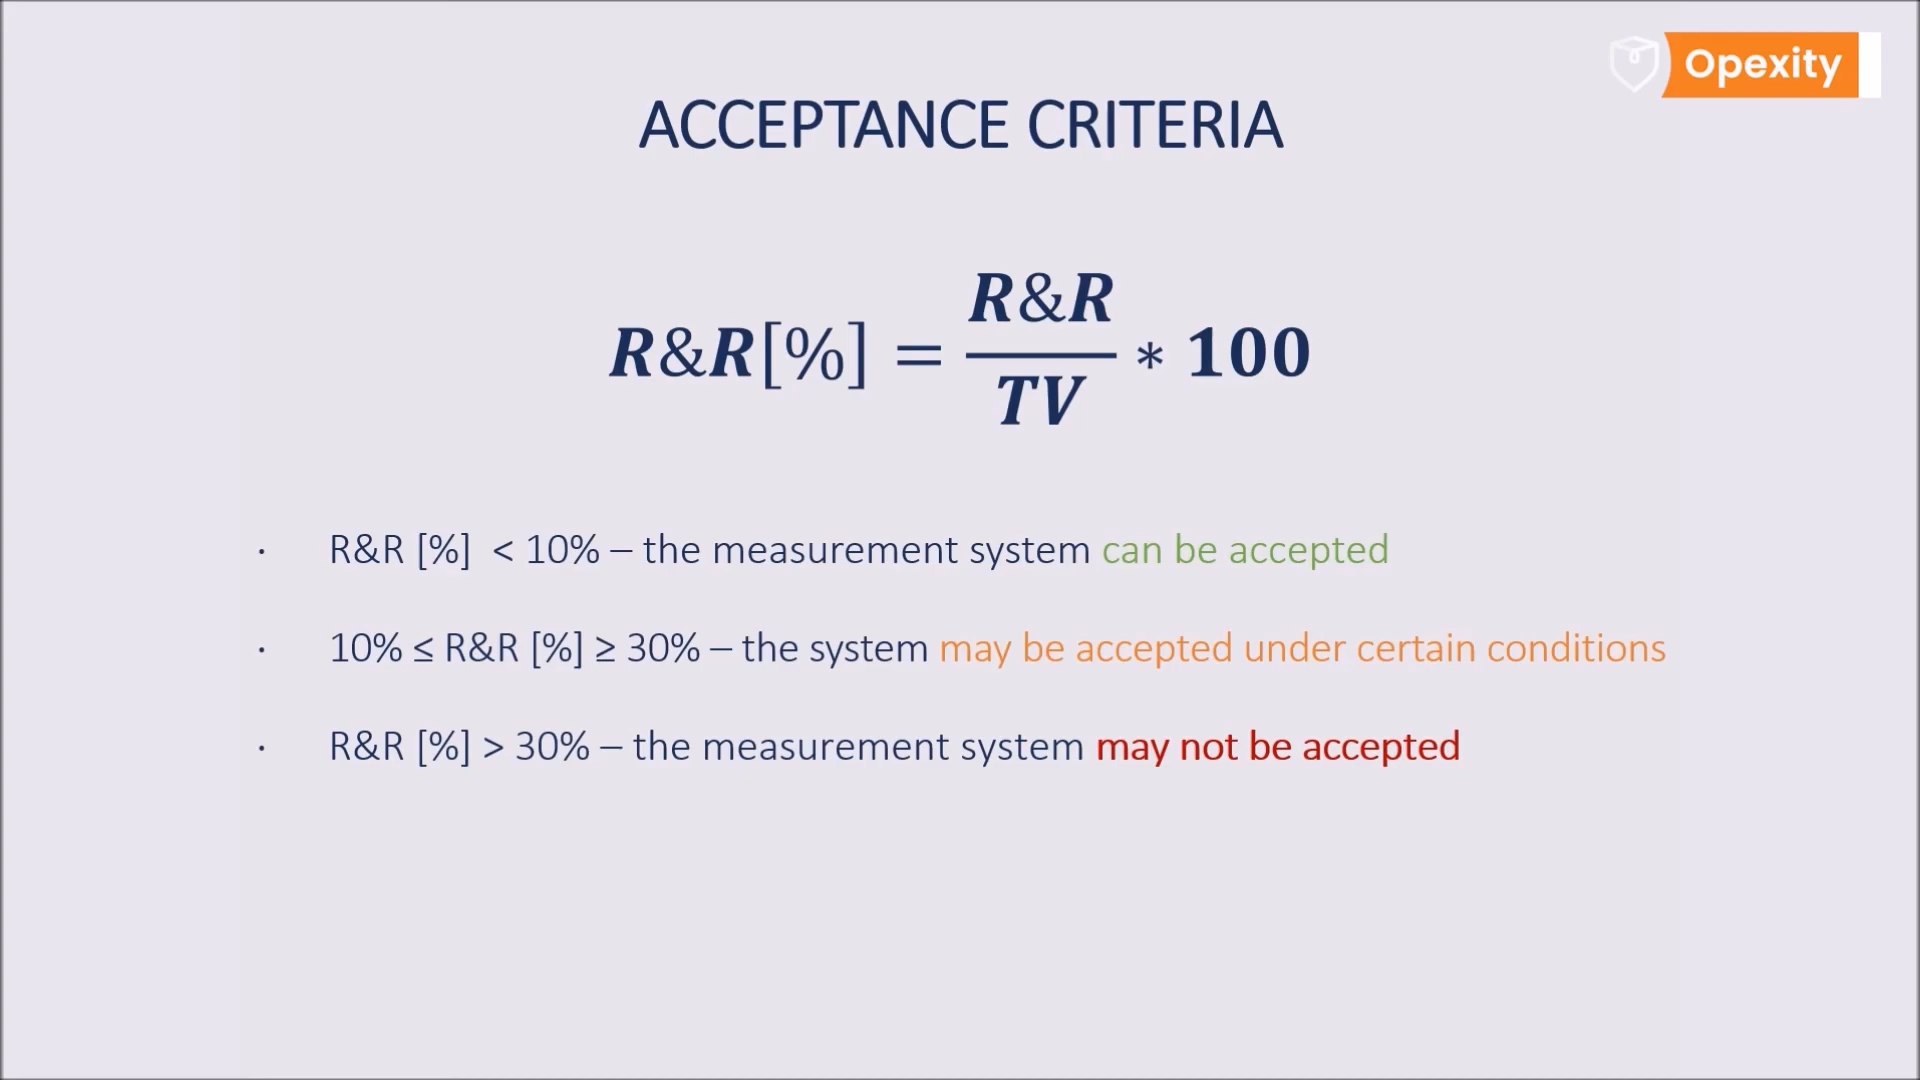 Opexity
ACCEPTANCE CRITERIA
R&R[%] = R&R / TV * 100
· R&R [%] < 10% – the measurement system can be accepted
· 10% ≤ R&R [%] ≥ 30% – the system may be accepted under certain conditions
· R&R [%] > 30% – the measurement system may not be accepted